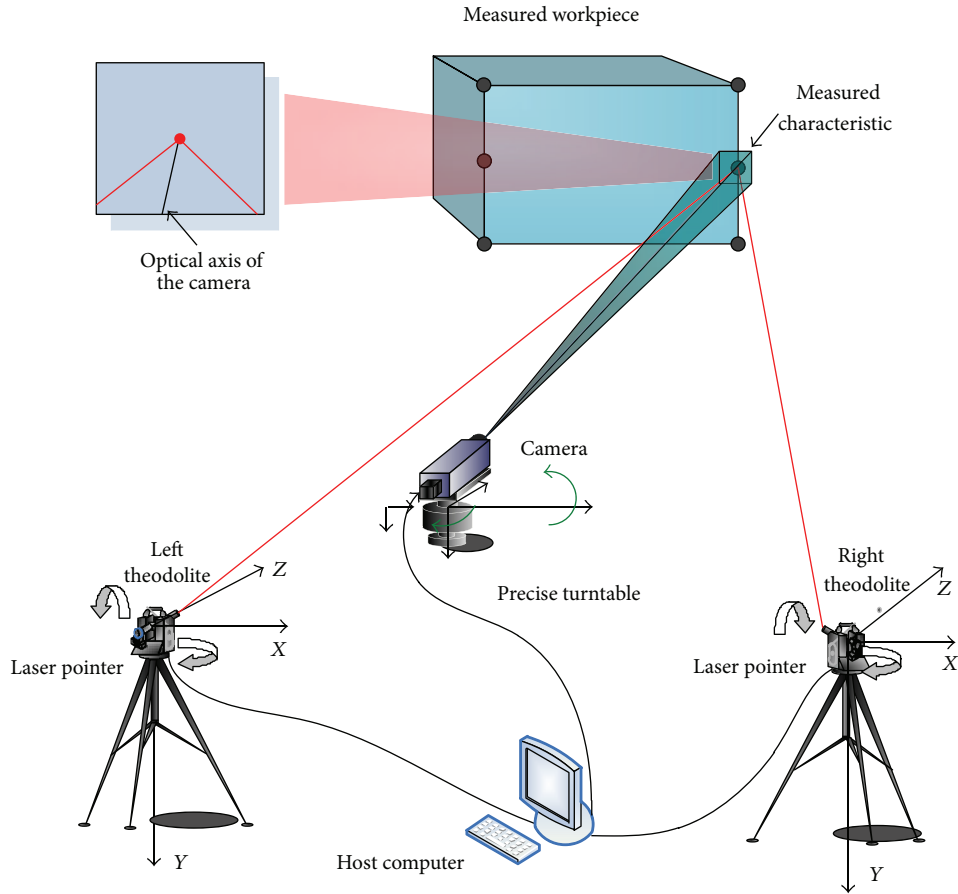 Measured workpiece
Measured
characteristic
Optical axis of
the camera
Camera
Left
theodolite
Z
X
Laser pointer
Y
Precise turntable
Right
theodolite
Z
X
Laser pointer
Y
Host computer